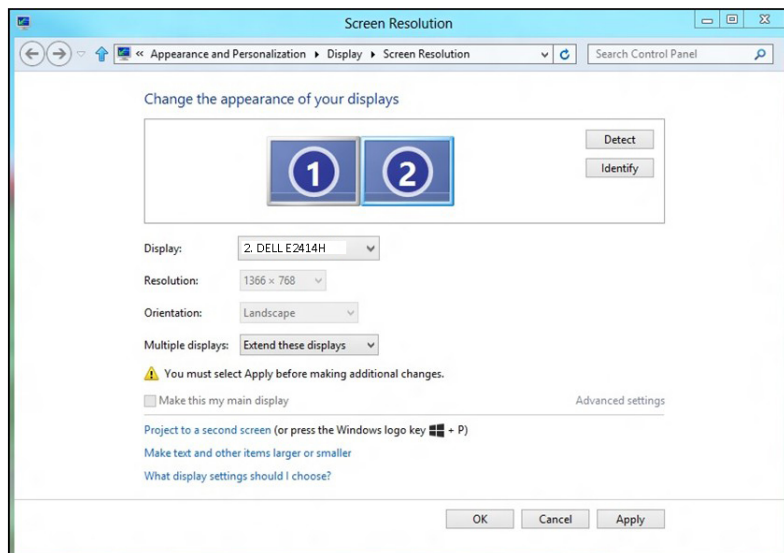 Screen Resolution
« Appearance and Personalization ▸ Display ▸ Screen Resolution
Search Control Panel
Change the appearance of your displays
1 2
Detect
Identify
Display: 2. DELL E2414H
Resolution: 1366 × 768
Orientation: Landscape
Multiple displays: Extend these displays
You must select Apply before making additional changes.
Make this my main display Advanced settings
Project to a second screen (or press the Windows logo key + P)
Make text and other items larger or smaller
What display settings should I choose?
OK Cancel Apply